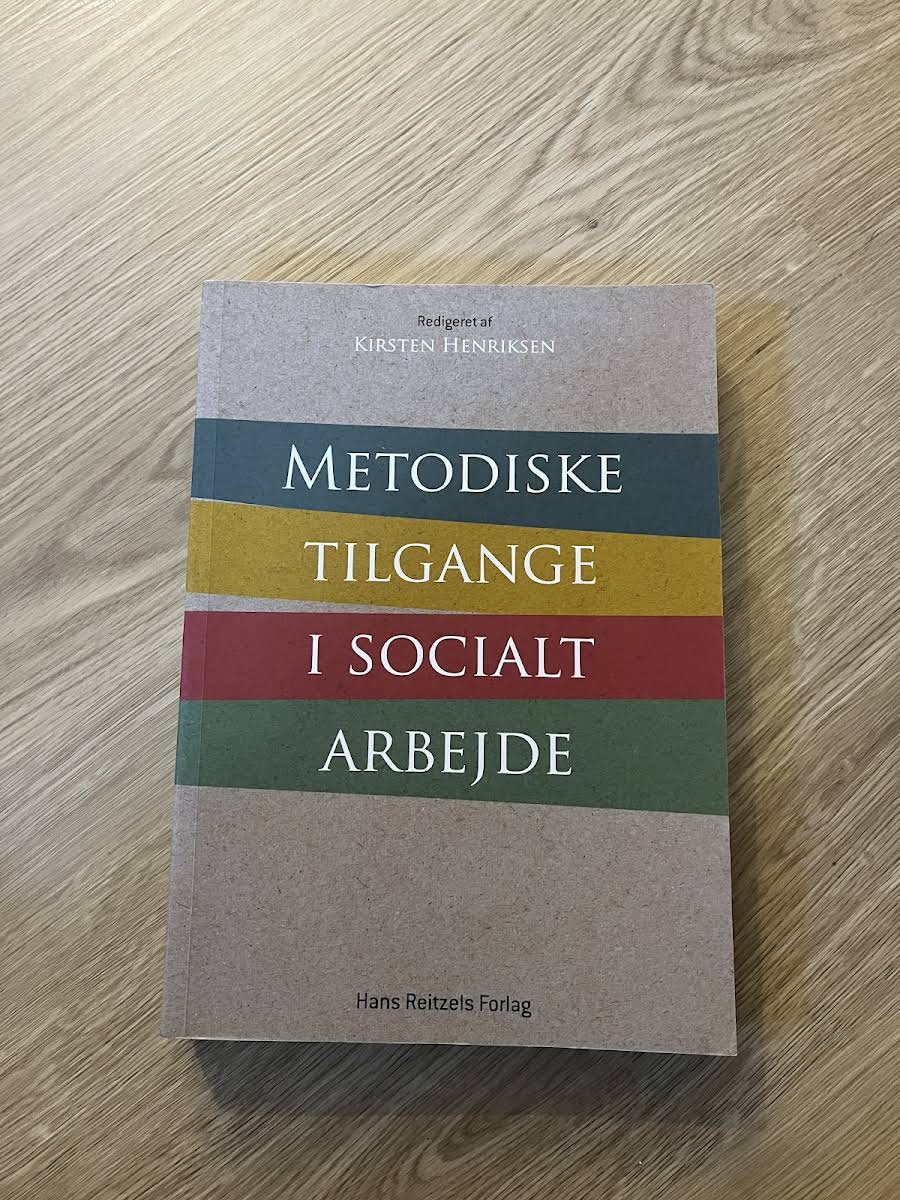 Redigeret af
Kirsten Henriksen
Metodiske
tilgange
i socialt
arbejde
Hans Reitzels Forlag